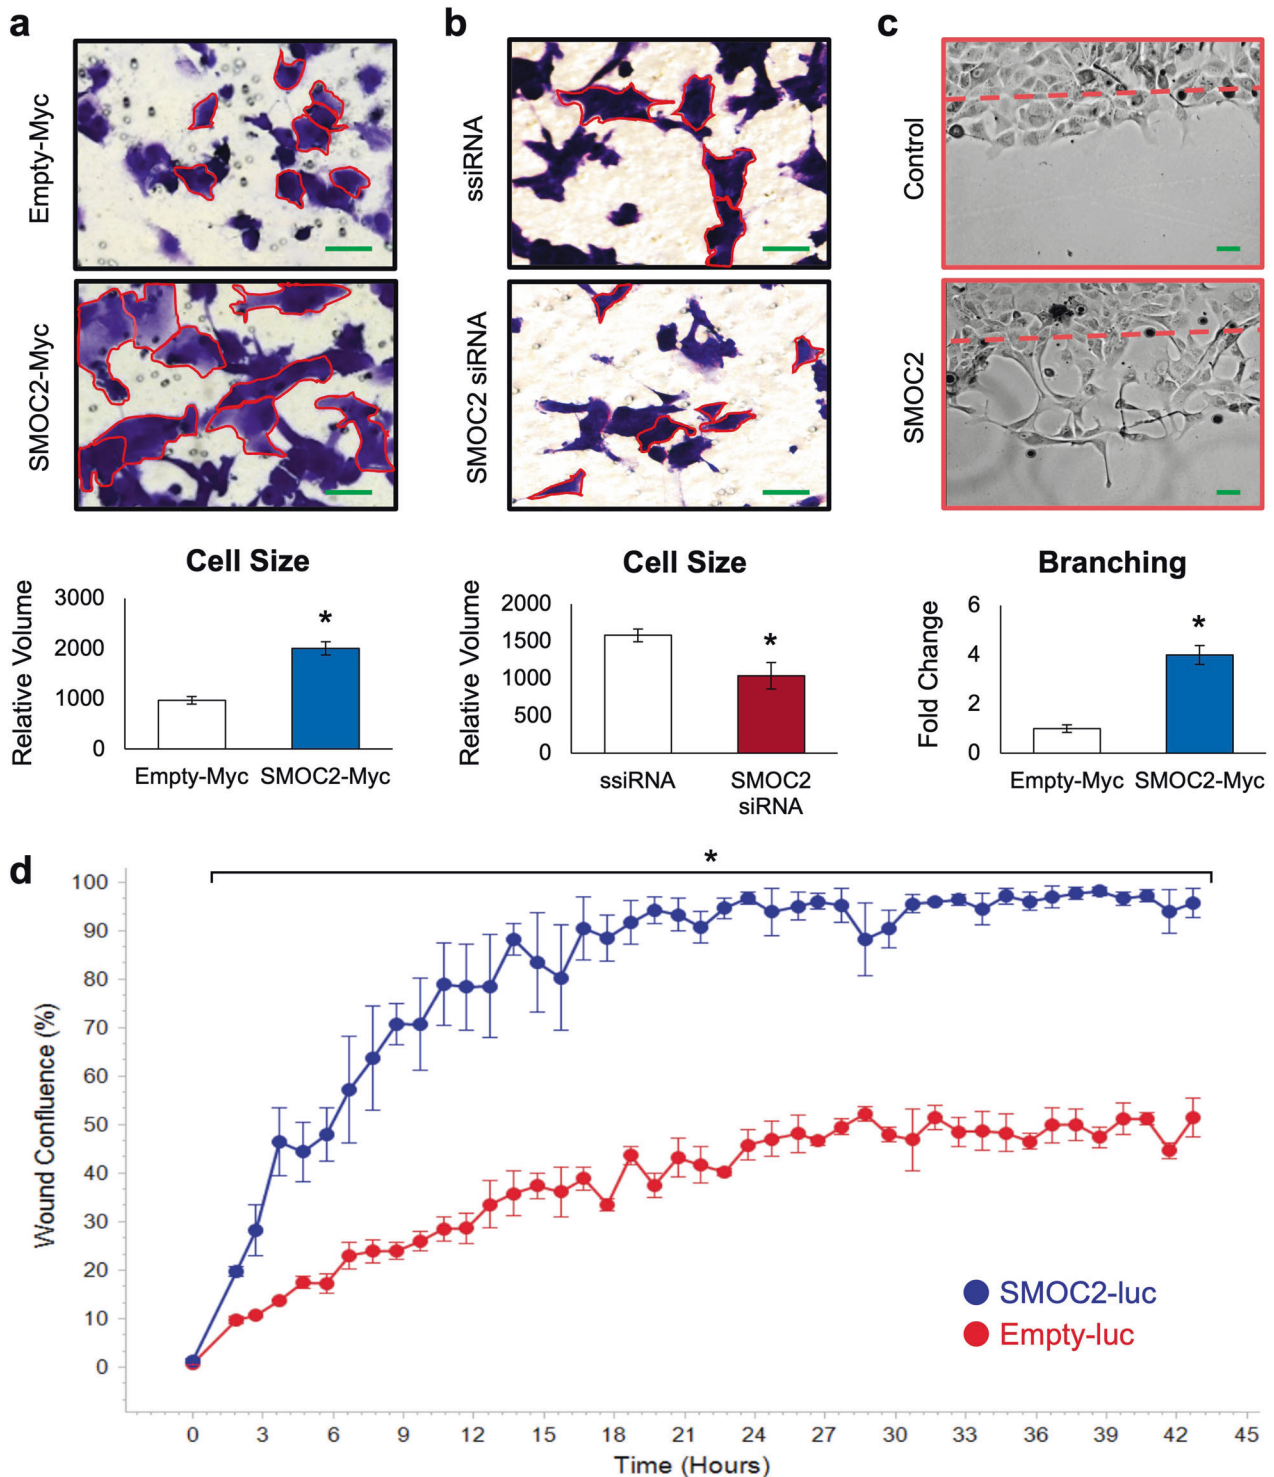 a
b
c
Empty-Myc
ssiRNA
Control
SMOC2-Myc
SMOC2 siRNA
SMOC2
Cell Size
Relative Volume
3000
2000
1000
0
*
Empty-Myc SMOC2-Myc
Cell Size
Relative Volume
2000
1500
1000
500
0
*
ssiRNA SMOC2
siRNA
Branching
Fold Change
6
4
2
0
*
Empty-Myc SMOC2-Myc
d
*
Wound Confluence (%)
100
90
80
70
60
50
40
30
20
10
0
SMOC2-luc
Empty-luc
0 3 6 9 12 15 18 21 24 27 30 33 36 39 42 45
Time (Hours)